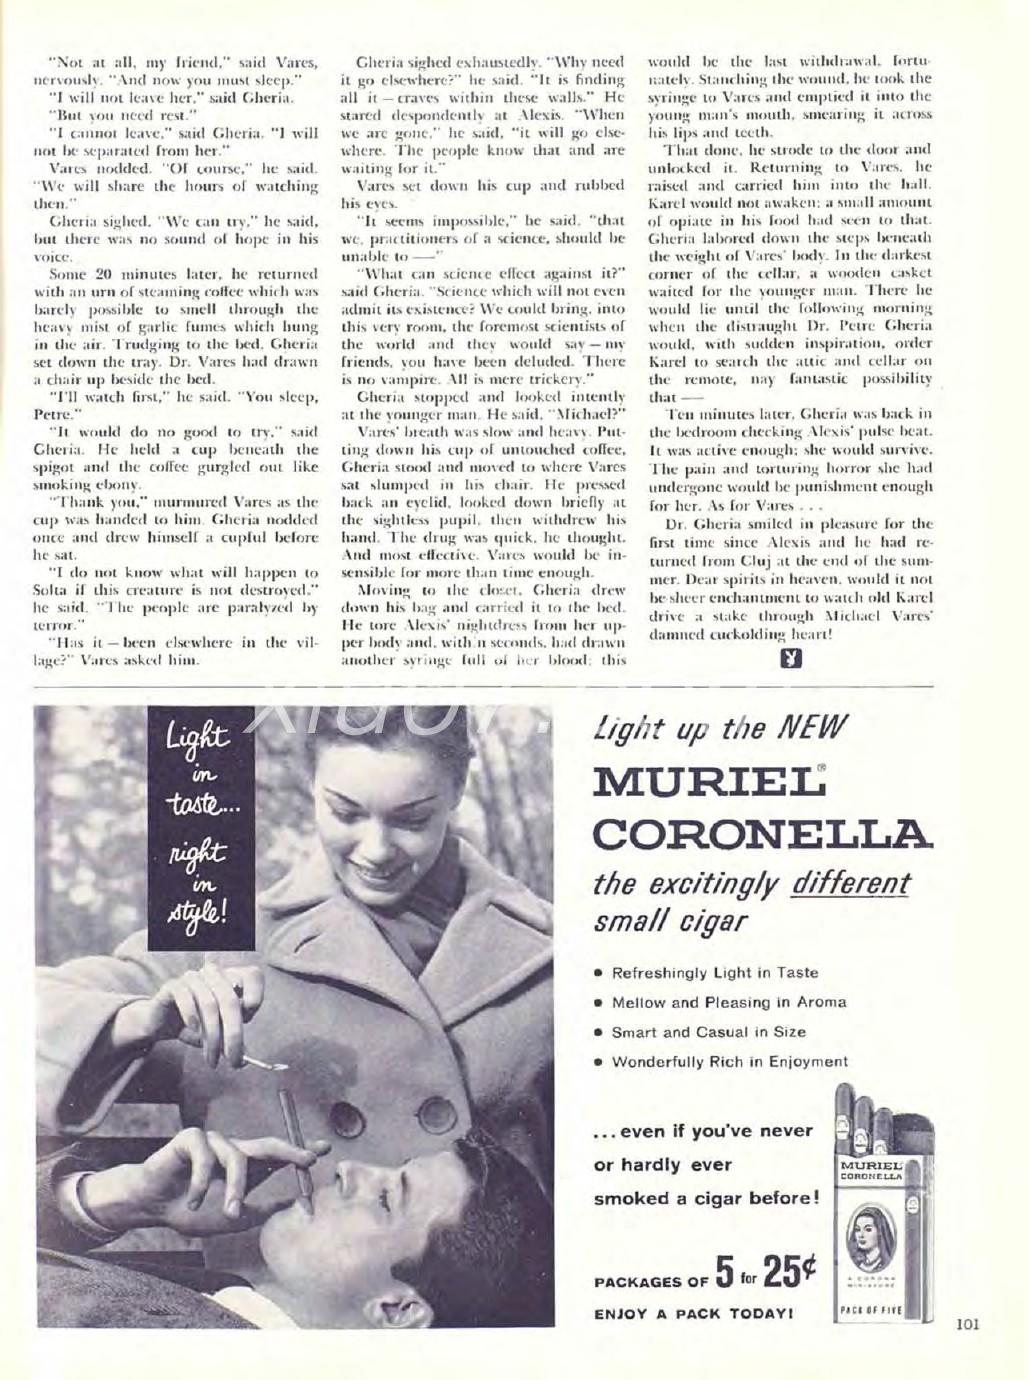 "Not at all, my friend," said Vares,
nervously. "And now you must sleep."
"I will not leave her," said Gheria.
"But you need rest."
"I cannot leave," said Gheria. "I will
not be separated from her."
Vares nodded. "Of course," he said.
"We will share the hours of watching
then."
Gheria sighed. "We can try," he said,
but there was no sound of hope in his
voice.
Some 20 minutes later, he returned
with an urn of steaming coffee which was
barely possible to smell through the
heavy mist of garlic fumes which hung
in the air. Trudging to the bed, Gheria
set down the tray. Dr. Vares had drawn
a chair up beside the bed.
"I'll watch first," he said. "You sleep,
Petre."
"It would do no good to try," said
Gheria. He held a cup beneath the
spigot and the coffee gurgled out like
smoking ebony.
"Thank you," murmured Vares as the
cup was handed to him. Gheria nodded
once and drew himself a cupful before
he sat.
"I do not know what will happen to
Solta if this creature is not destroyed,"
he said. "The people are paralyzed by
terror."
"Has it — been elsewhere in the vil-
lage?" Vares asked him.
Gheria sighed exhaustedly. "Why need
it go elsewhere?" he said. "It is finding
all it — craves within these walls." He
stared despondently at Alexis. "When
we are gone," he said, "it will go else-
where. The people know that and are
waiting for it."
Vares set down his cup and rubbed
his eyes.
"It seems impossible," he said, "that
we, practitioners of a science, should be
unable to ——"
"What can science effect against it?"
said Gheria. "Science which will not even
admit its existence? We could bring, into
this very room, the foremost scientists of
the world and they would say — my
friends, you have been deluded. There
is no vampire. All is mere trickery."
Gheria stopped and looked intently
at the younger man. He said, "Michael?"
Vares' breath was slow and heavy. Put-
ting down his cup of untouched coffee,
Gheria stood and moved to where Vares
sat slumped in his chair. He pressed
back an eyelid, looked down briefly at
the sightless pupil, then withdrew his
hand. The drug was quick, he thought.
And most effective. Vares would be in-
sensible for more than time enough.
Moving to the closet, Gheria drew
down his bag and carried it to the bed.
He tore Alexis' nightdress from her up-
per body and, within seconds, had drawn
another syringe full of her blood; this
would be the last withdrawal, fortu-
nately. Stanching the wound, he took the
syringe to Vares and emptied it into the
young man's mouth, smearing it across
his lips and teeth.
That done, he strode to the door and
unlocked it. Returning to Vares, he
raised and carried him into the hall.
Karel would not awaken; a small amount
of opiate in his food had seen to that.
Gheria labored down the steps beneath
the weight of Vares' body. In the darkest
corner of the cellar, a wooden casket
waited for the younger man. There he
would lie until the following morning
when the distraught Dr. Petre Gheria
would, with sudden inspiration, order
Karel to search the attic and cellar on
the remote, nay fantastic possibility
that ——
Ten minutes later, Gheria was back in
the bedroom checking Alexis' pulse beat.
It was active enough; she would survive.
The pain and torturing horror she had
undergone would be punishment enough
for her. As for Vares . . .
Dr. Gheria smiled in pleasure for the
first time since Alexis and he had re-
turned from Cluj at the end of the sum-
mer. Dear spirits in heaven, would it not
be sheer enchantment to watch old Karel
drive a stake through Michael Vares'
damned cuckolding heart!
Light
in
taste...
right
in
style!
Light up the NEW
MURIEL®
CORONELLA
the excitingly different
small cigar
• Refreshingly Light in Taste
• Mellow and Pleasing in Aroma
• Smart and Casual in Size
• Wonderfully Rich in Enjoyment
...even if you've never
or hardly ever
smoked a cigar before!
PACKAGES OF 5 for 25¢
ENJOY A PACK TODAY!
MURIEL
CORONELLA
PACK OF FIVE
101